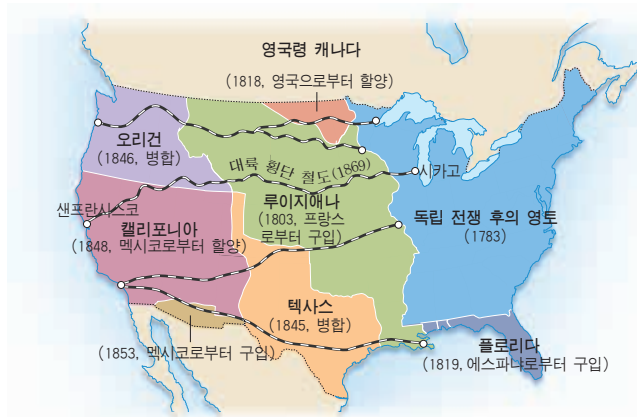 영국령 캐나다
(1818, 영국으로부터 할양)
오리건
(1846, 병합)
대륙 횡단 철도(1869)
시카고
샌프란시스코
루이지애나
(1803, 프랑스
로부터 구입)
독립 전쟁 후의 영토
(1783)
캘리포니아
(1848, 멕시코로부터 할양)
텍사스
(1845, 병합)
(1853, 멕시코로부터 구입)
플로리다
(1819, 에스파냐로부터 구입)